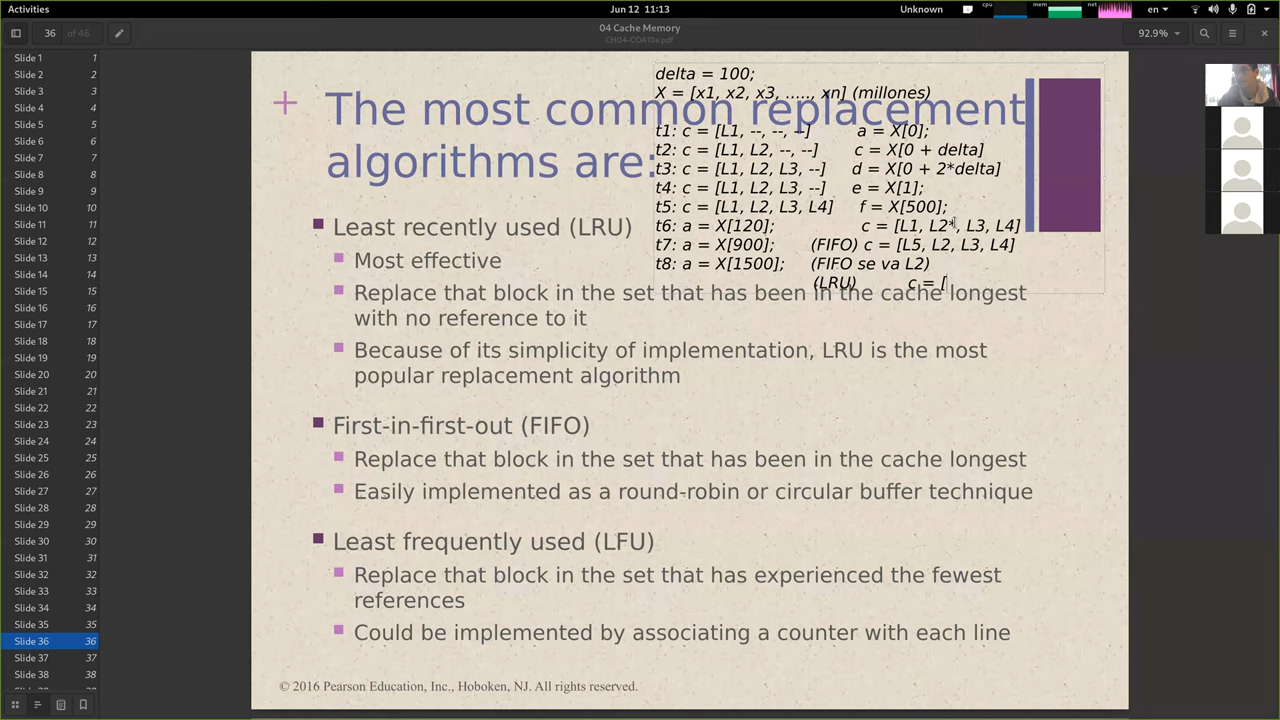 Activities
Jun 12 11:13
Unknown
cpu
mem
net
en
36 of 46
04 Cache Memory
CH04-COA10e.pdf
92.9%
Slide 1 1
Slide 2 2
Slide 3 3
Slide 4 4
Slide 5 5
Slide 6 6
Slide 7 7
Slide 8 8
Slide 9 9
Slide 10 10
Slide 11 11
Slide 12 12
Slide 13 13
Slide 14 14
Slide 15 15
Slide 16 16
Slide 17 17
Slide 18 18
Slide 19 19
Slide 20 20
Slide 21 21
Slide 22 22
Slide 23 23
Slide 24 24
Slide 25 25
Slide 26 26
Slide 27 27
Slide 28 28
Slide 29 29
Slide 30 30
Slide 31 31
Slide 32 32
Slide 33 33
Slide 34 34
Slide 35 35
Slide 36 36
Slide 37 37
Slide 38 38
+ The most common replacement
algorithms are:
delta = 100;
X = [x1, x2, x3, ....., xn] (millones)
t1: c = [L1, --, --, --] a = X[0];
t2: c = [L1, L2, --, --] c = X[0 + delta]
t3: c = [L1, L2, L3, --] d = X[0 + 2*delta]
t4: c = [L1, L2, L3, --] e = X[1];
t5: c = [L1, L2, L3, L4] f = X[500];
t6: a = X[120]; c = [L1, L2*, L3, L4]
t7: a = X[900]; (FIFO) c = [L5, L2, L3, L4]
t8: a = X[1500]; (FIFO se va L2)
(LRU) c = [
Least recently used (LRU)
Most effective
Replace that block in the set that has been in the cache longest
with no reference to it
Because of its simplicity of implementation, LRU is the most
popular replacement algorithm
First-in-first-out (FIFO)
Replace that block in the set that has been in the cache longest
Easily implemented as a round-robin or circular buffer technique
Least frequently used (LFU)
Replace that block in the set that has experienced the fewest
references
Could be implemented by associating a counter with each line
© 2016 Pearson Education, Inc., Hoboken, NJ. All rights reserved.